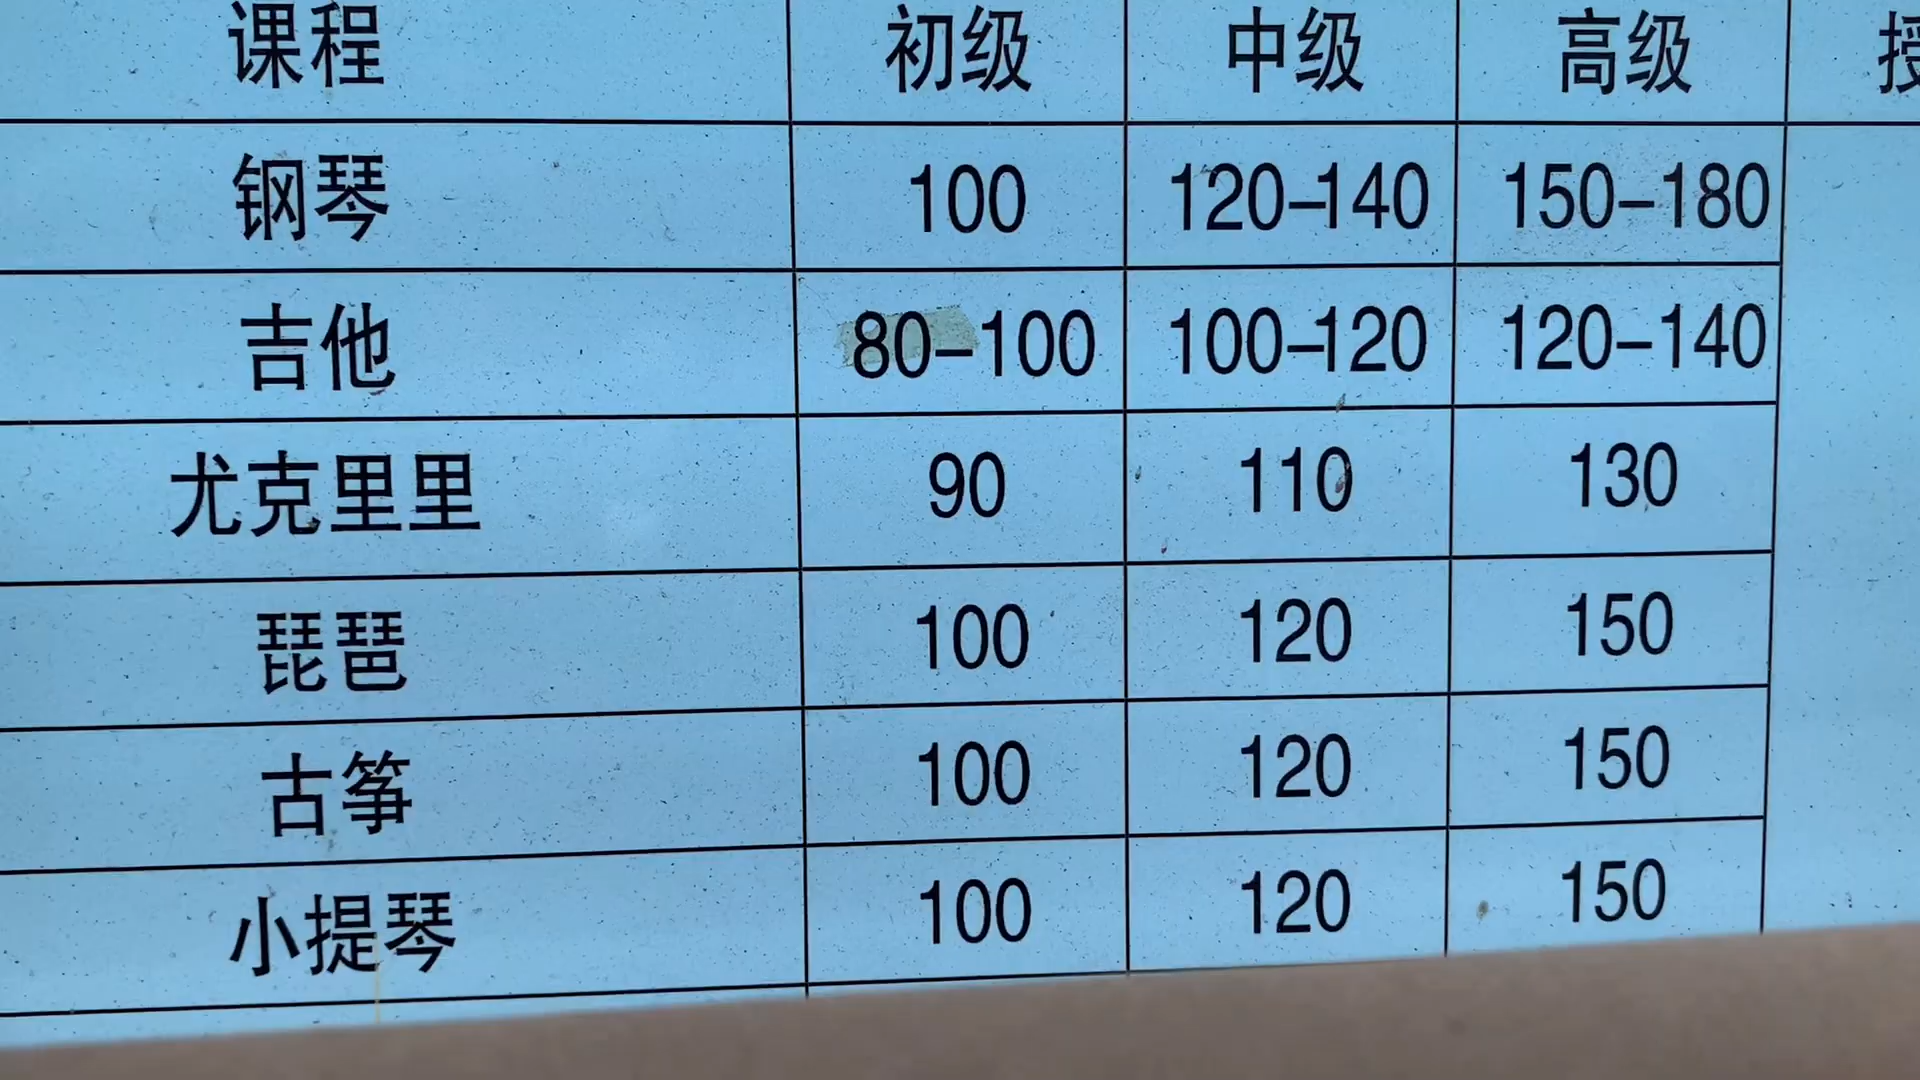 课程 初级 中级 高级
钢琴 100 120-140 150-180
吉他 80-100 100-120 120-140
尤克里里 90 110 130
琵琶 100 120 150
古筝 100 120 150
小提琴 100 120 150